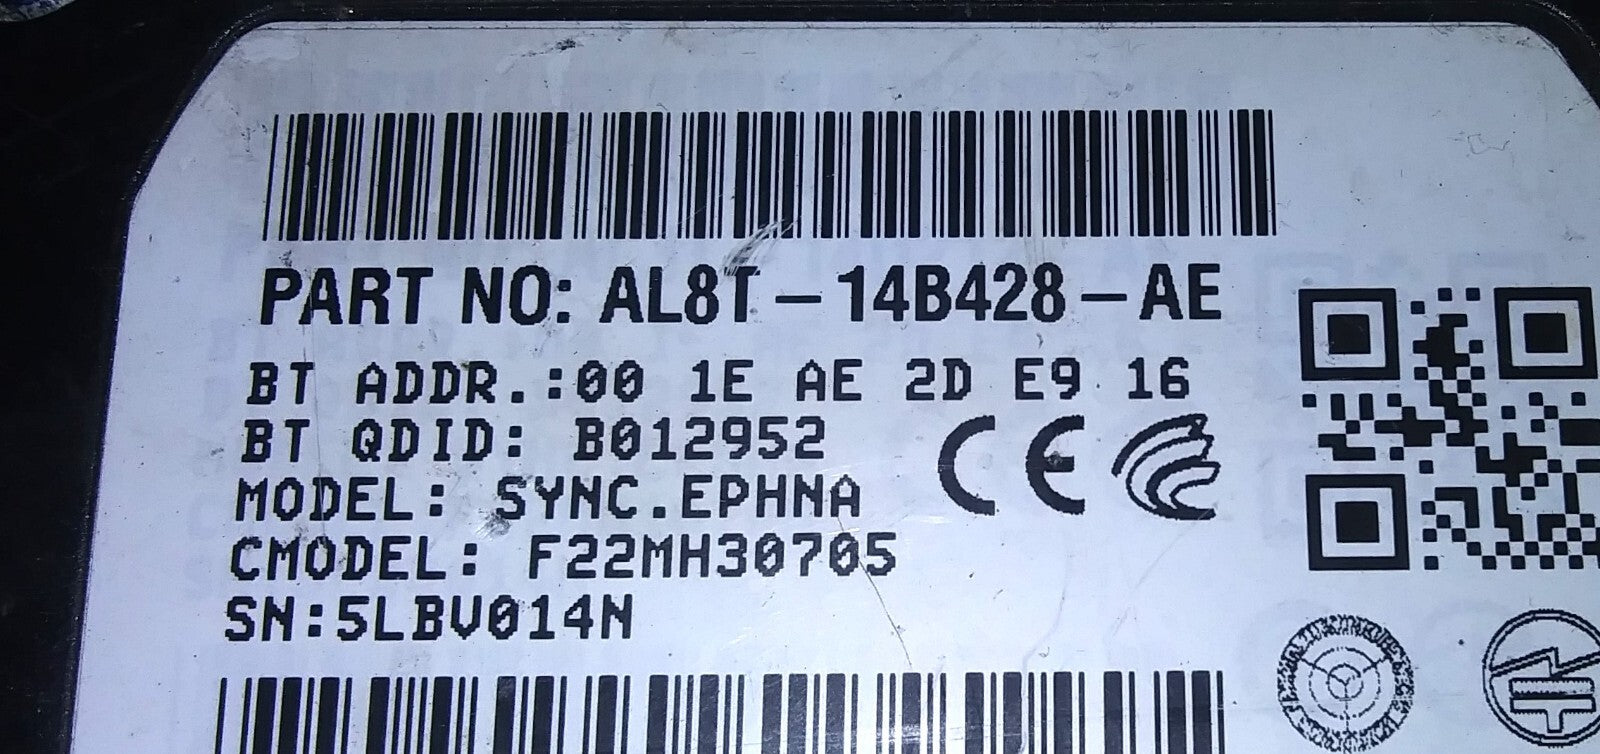 PART NO: AL8T-14B428-AE
BT ADDR.:00 1E AE 2D E9 16
BT QDID: B012952
MODEL: SYNC.EPHNA
CMODEL: F22MH30705
SN:5LBV014N